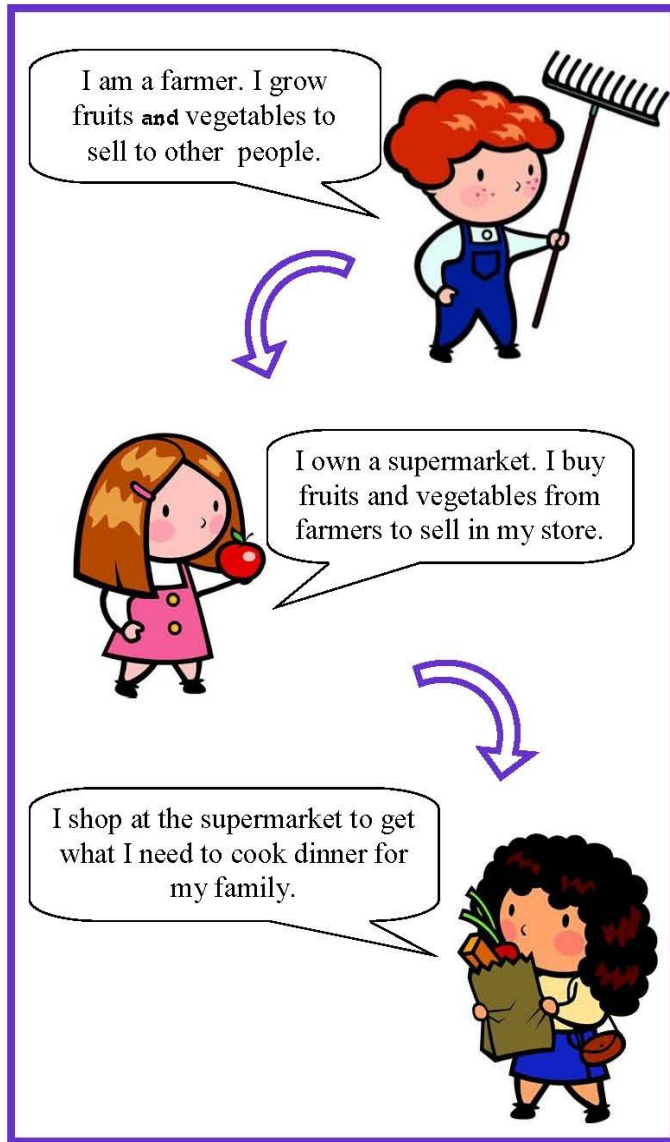 I am a farmer. I grow
fruits and vegetables to
sell to other people.
I own a supermarket. I buy
fruits and vegetables from
farmers to sell in my store.
I shop at the supermarket to get
what I need to cook dinner for
my family.